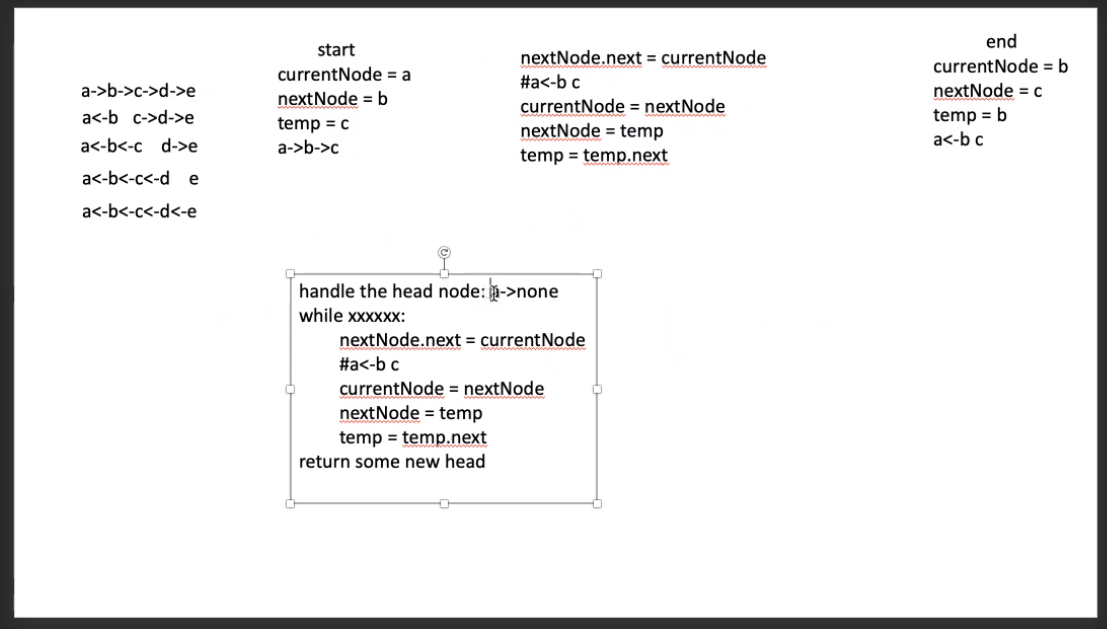 a->b->c->d->e
a<-b c->d->e
a<-b<-c d->e
a<-b<-c<-d e
a<-b<-c<-d<-e
start
currentNode = a
nextNode = b
temp = c
a->b->c
nextNode.next = currentNode
#a<-b c
currentNode = nextNode
nextNode = temp
temp = temp.next
end
currentNode = b
nextNode = c
temp = b
a<-b c
handle the head node: a->none
while xxxxxx:
nextNode.next = currentNode
#a<-b c
currentNode = nextNode
nextNode = temp
temp = temp.next
return some new head